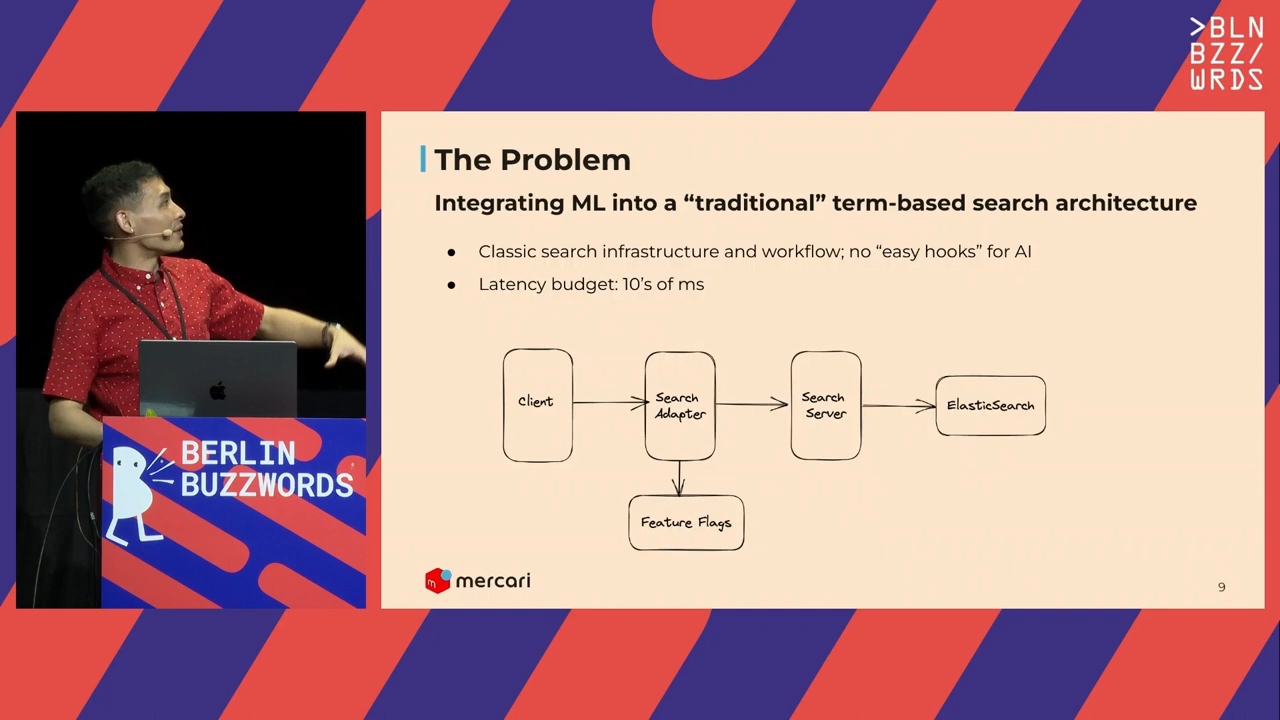 >BLN
BZZ/
WRDS
The Problem
Integrating ML into a “traditional” term-based search architecture
● Classic search infrastructure and workflow; no “easy hooks” for AI
● Latency budget: 10’s of ms
Client
Search
Adapter
Search
Server
ElasticSearch
Feature Flags
BERLIN
BUZZWORDS
m mercari
9